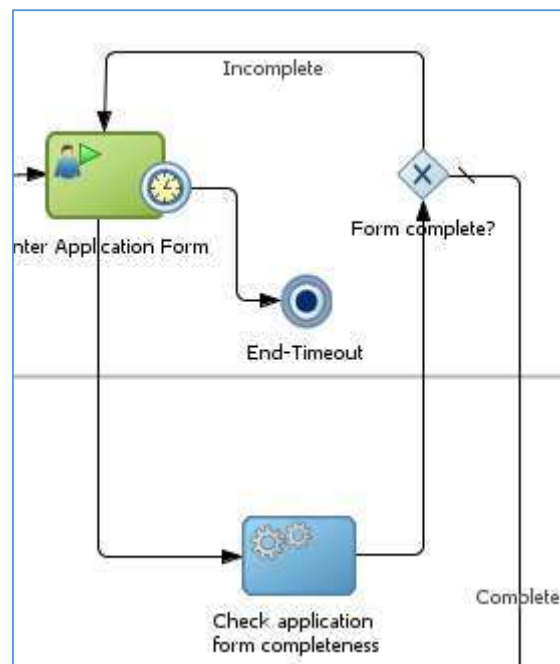 Incomplete
nter Application Form
Form complete?
End-Timeout
Complete
Check application
form completeness